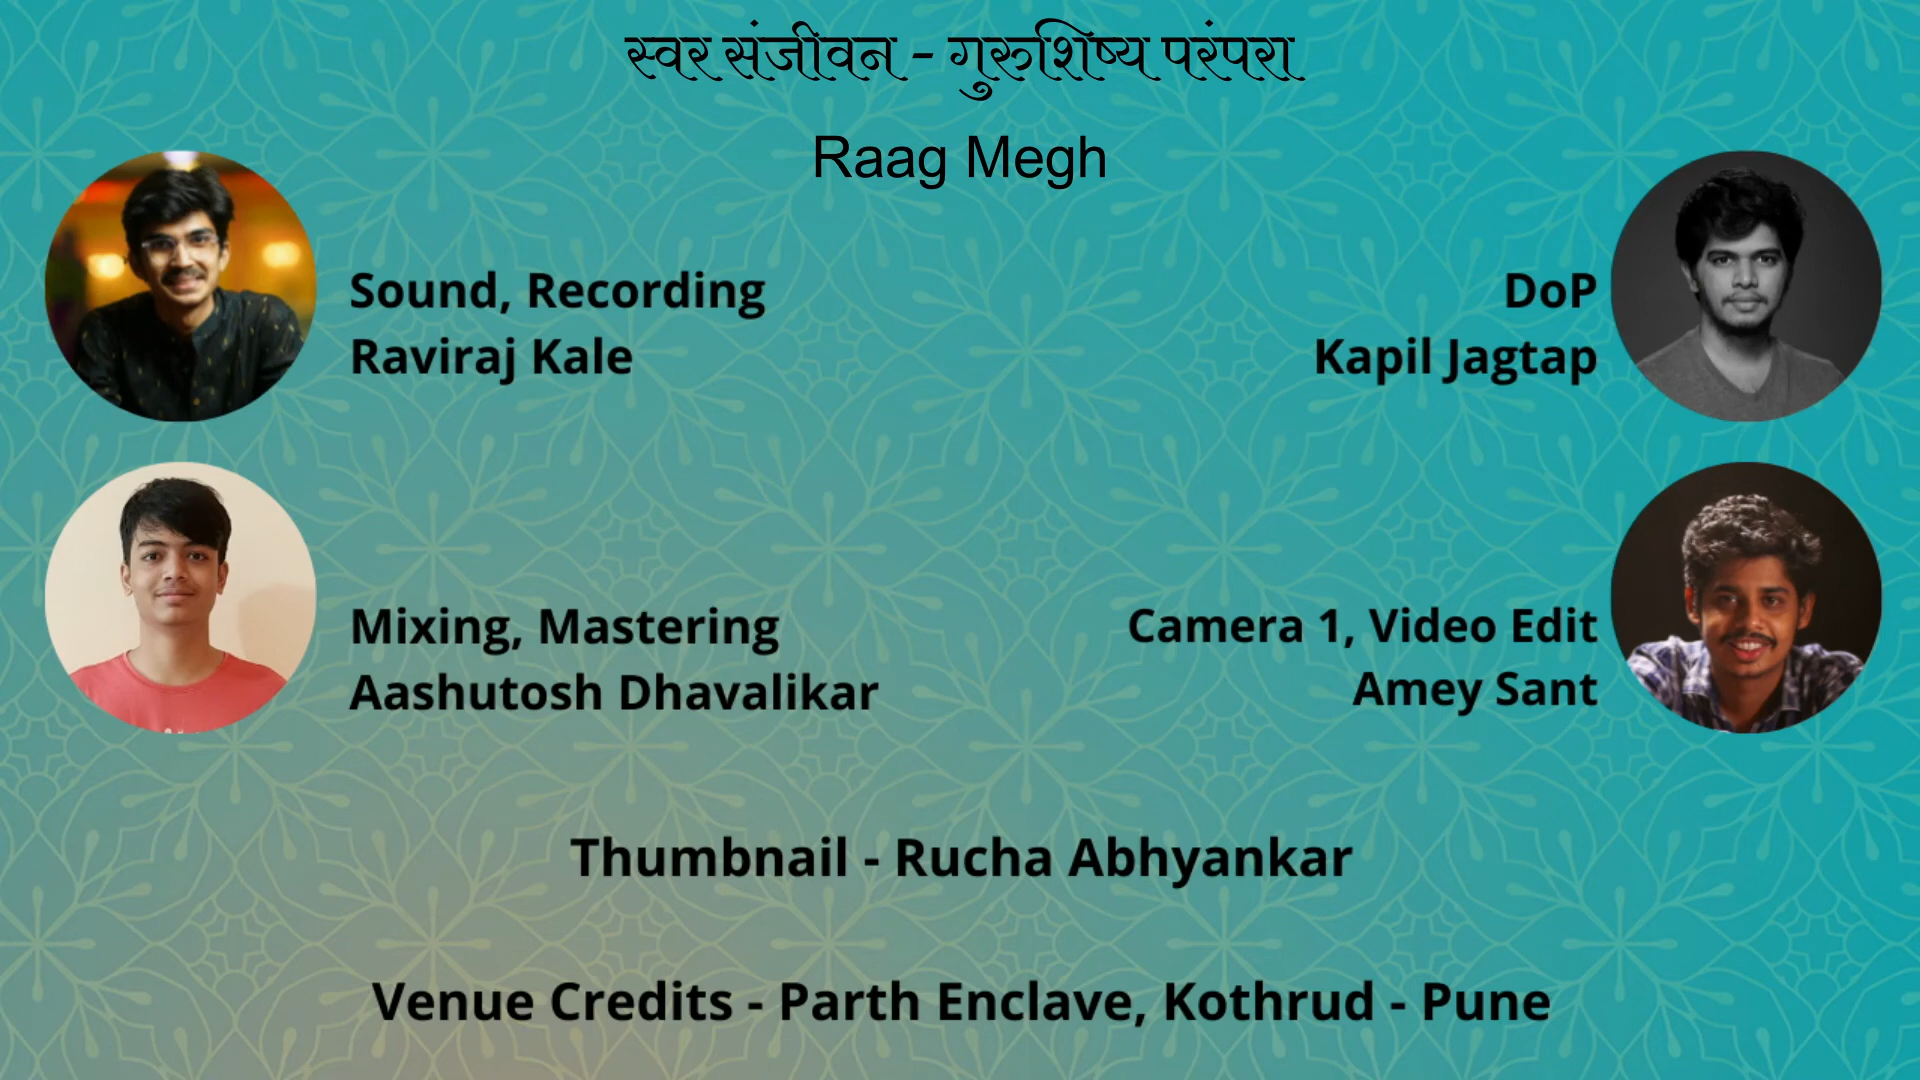 स्वर संजीवन - गुरुशिष्य परंपरा
Raag Megh
Sound, Recording
Raviraj Kale
DoP
Kapil Jagtap
Mixing, Mastering
Aashutosh Dhavalikar
Camera 1, Video Edit
Amey Sant
Thumbnail - Rucha Abhyankar
Venue Credits - Parth Enclave, Kothrud - Pune